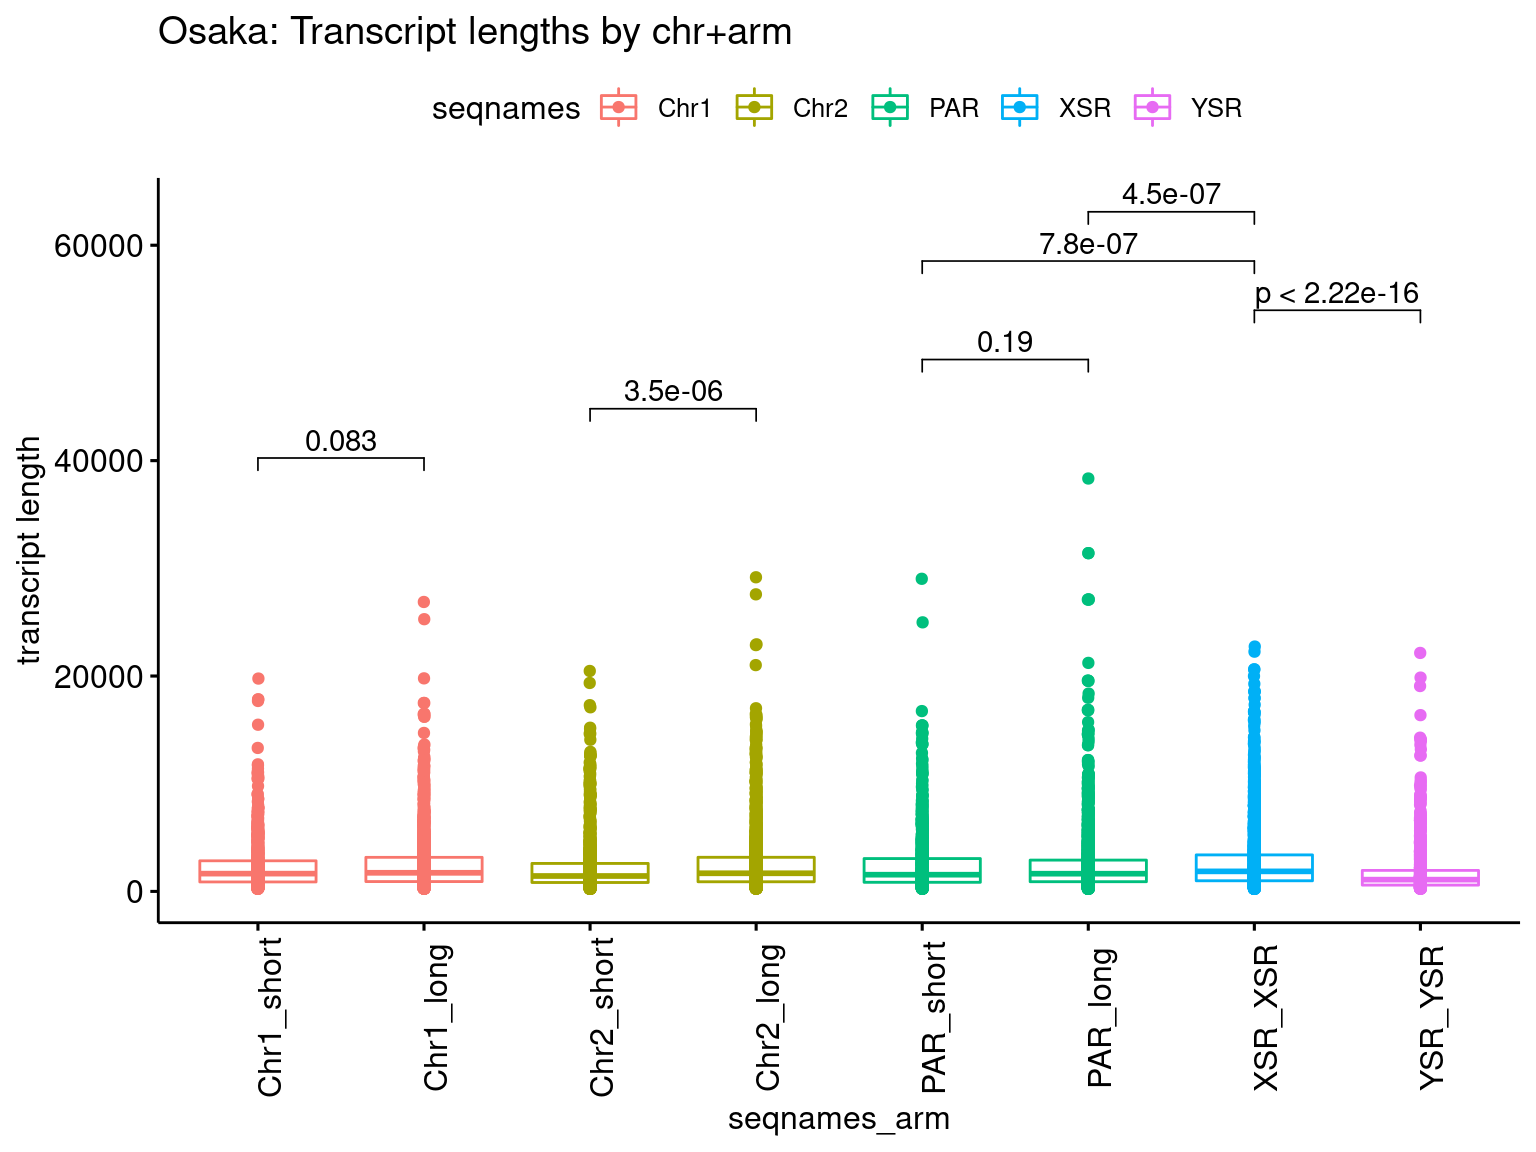 Osaka: Transcript lengths by chr+arm
seqnames Chr1 Chr2 PAR XSR YSR
4.5e-07
7.8e-07
p < 2.22e-16
0.19
3.5e-06
0.083
transcript length
60000
40000
20000
0
Chr1_short
Chr1_long
Chr2_short
Chr2_long
PAR_short
PAR_long
XSR_XSR
YSR_YSR
seqnames_arm